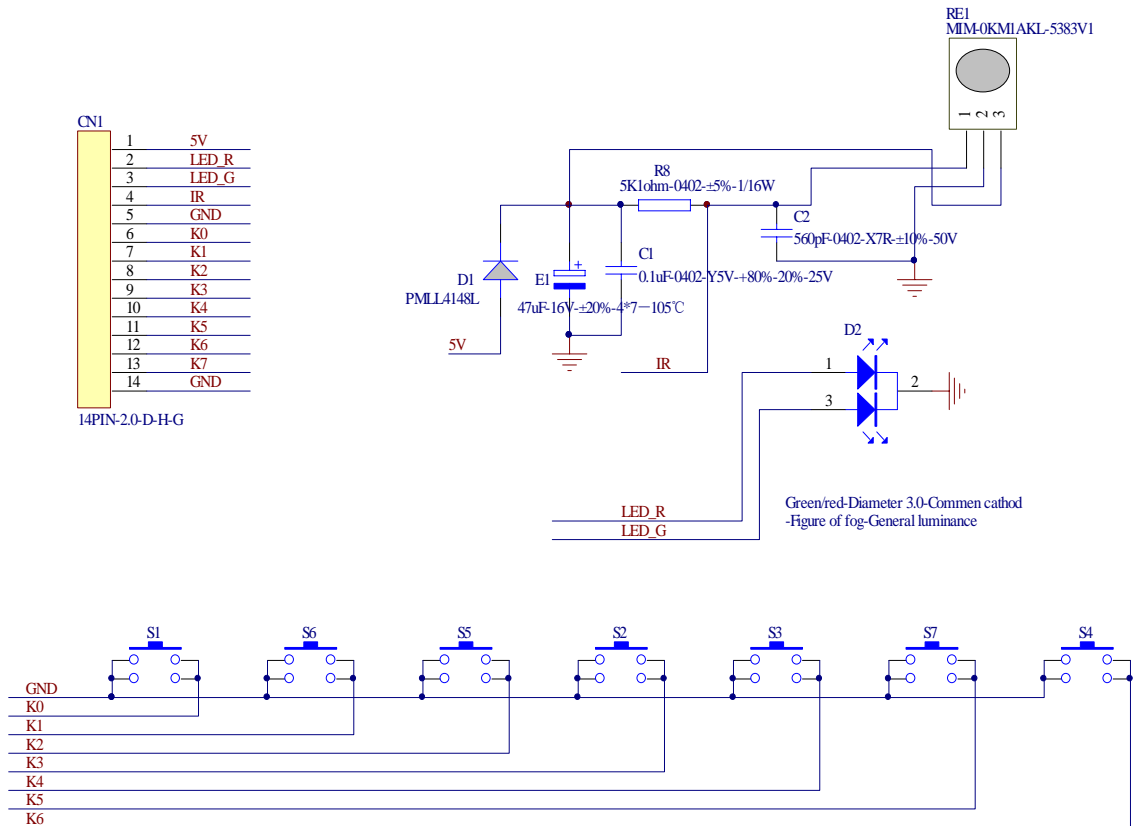 RE1
MIM-0KM1AKL-5383V1
1
2
3
CN1
1 5V
2 LED_R
3 LED_G
4 IR
5 GND
6 K0
7 K1
8 K2
9 K3
10 K4
11 K5
12 K6
13 K7
14 GND
14PIN-2.0-D-H-G
R8
5K1ohm-0402-±5%-1/16W
C2
560pF-0402-X7R-±10%-50V
C1
0.1uF-0402-Y5V-+80%-20%-25V
D1
PMLL4148L
E1
+
47uF-16V-±20%-4*7—105℃
5V
IR
D2
1
2
3
LED_R
LED_G
Green/red-Diameter 3.0-Commen cathod
-Figure of fog-General luminance
S1 S6 S5 S2 S3 S7 S4
GND
K0
K1
K2
K3
K4
K5
K6